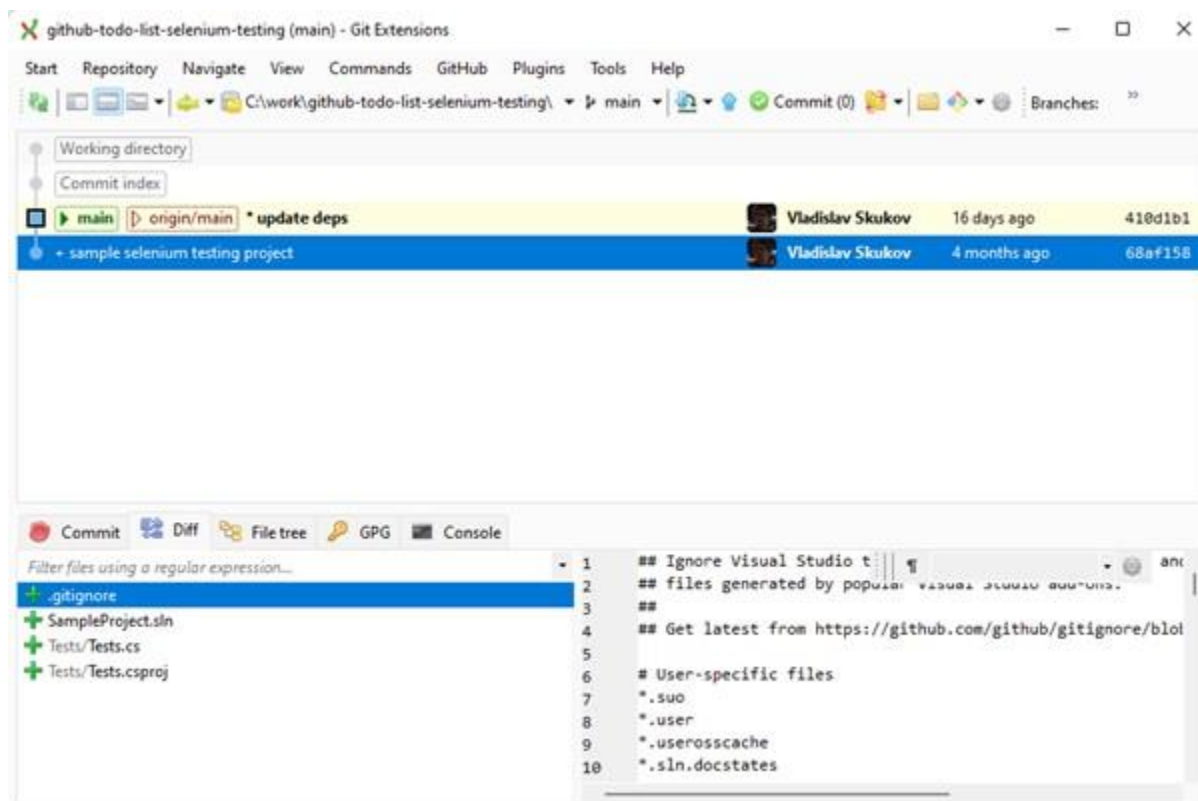 github-todo-list-selenium-testing (main) - Git Extensions
Start Repository Navigate View Commands GitHub Plugins Tools Help
C:\work\github-todo-list-selenium-testing\ main Commit (0) Branches: »
Working directory
Commit index
main origin/main * update deps Vladislav Skukov 16 days ago 410d1b1
+ sample selenium testing project Vladislav Skukov 4 months ago 68af158
Commit Diff File tree GPG Console
Filter files using a regular expression...
.gitignore
SampleProject.sln
Tests/Tests.cs
Tests/Tests.csproj
1 ## Ignore Visual Studio t ¶ and
2 ## files generated by popular Visual Studio add-ons.
3 ##
4 ## Get latest from https://github.com/github/gitignore/blob
5
6 # User-specific files
7 *.suo
8 *.user
9 *.userosscache
10 *.sln.docstates